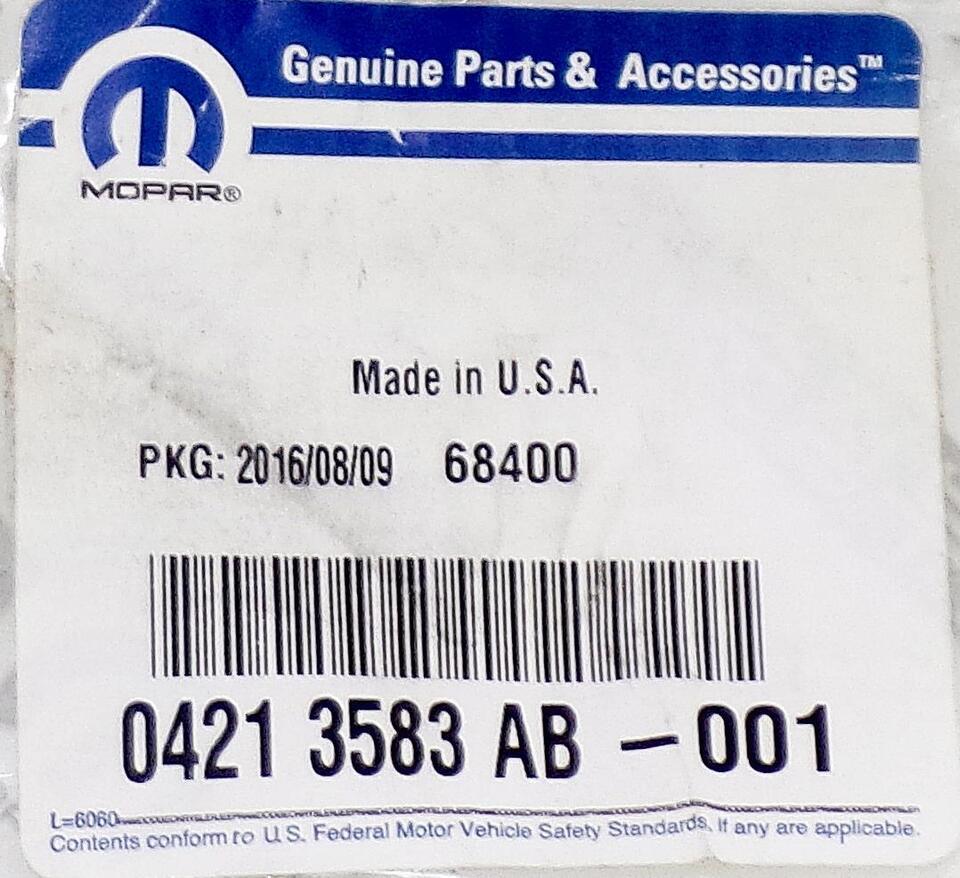 Genuine Parts & Accessories™
MOPAR®
Made in U.S.A.
PKG: 2016/08/09 68400
0421 3583 AB - 001
L=6060
Contents conform to U.S. Federal Motor Vehicle Safety Standards, If any are applicable.